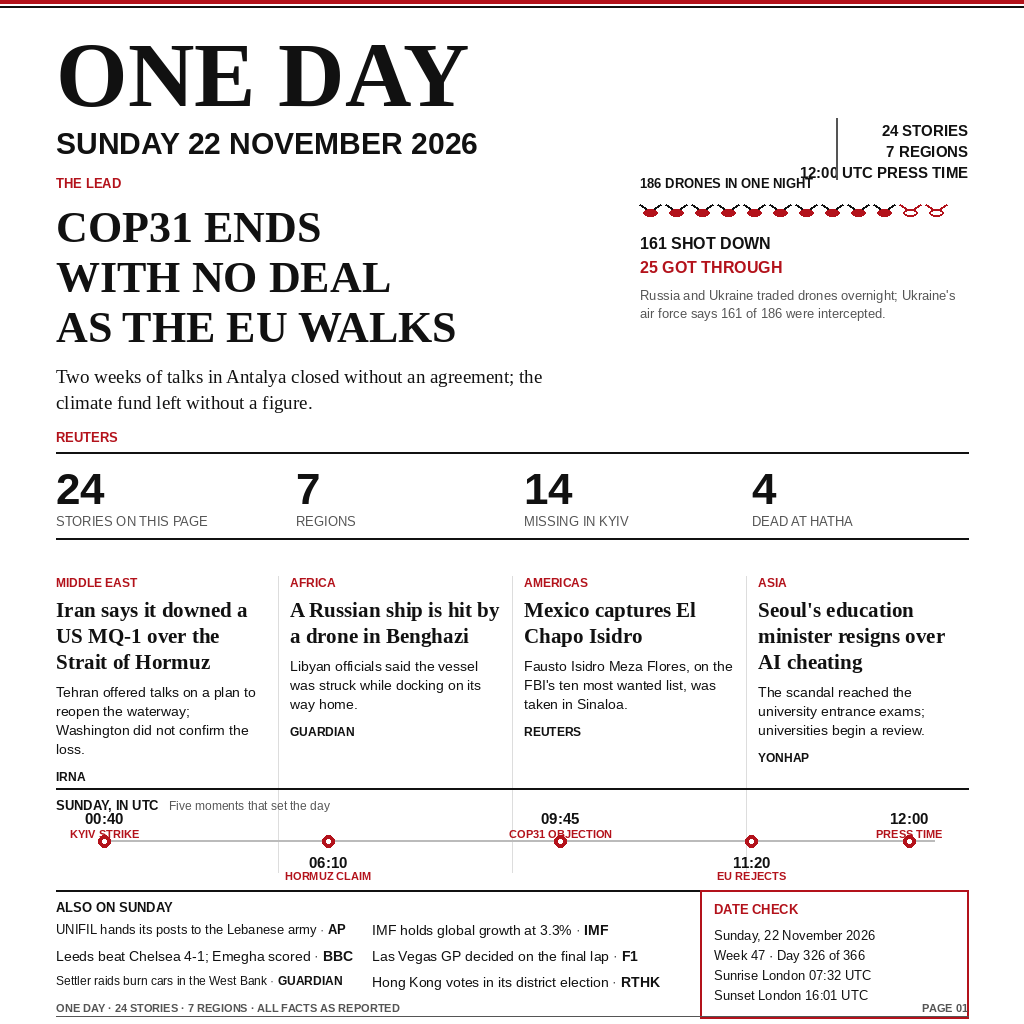 ONE DAY
SUNDAY 22 NOVEMBER 2026
24 STORIES
7 REGIONS
12:00 UTC PRESS TIME
THE LEAD
COP31 ENDS
WITH NO DEAL
AS THE EU WALKS
Two weeks of talks in Antalya closed without an agreement; the
climate fund left without a figure.
REUTERS
186 DRONES IN ONE NIGHT
161 SHOT DOWN
25 GOT THROUGH
Russia and Ukraine traded drones overnight; Ukraine's
air force says 161 of 186 were intercepted.
24
STORIES ON THIS PAGE
7
REGIONS
14
MISSING IN KYIV
4
DEAD AT HATHA
MIDDLE EAST
Iran says it downed a
US MQ-1 over the
Strait of Hormuz
Tehran offered talks on a plan to
reopen the waterway;
Washington did not confirm the
loss.
IRNA
AFRICA
A Russian ship is hit by
a drone in Benghazi
Libyan officials said the vessel
was struck while docking on its
way home.
GUARDIAN
AMERICAS
Mexico captures El
Chapo Isidro
Fausto Isidro Meza Flores, on the
FBI's ten most wanted list, was
taken in Sinaloa.
REUTERS
ASIA
Seoul's education
minister resigns over
AI cheating
The scandal reached the
university entrance exams;
universities begin a review.
YONHAP
SUNDAY, IN UTC Five moments that set the day
00:40
KYIV STRIKE
06:10
HORMUZ CLAIM
09:45
COP31 OBJECTION
11:20
EU REJECTS
12:00
PRESS TIME
ALSO ON SUNDAY
UNIFIL hands its posts to the Lebanese army · AP
Leeds beat Chelsea 4-1; Emegha scored · BBC
Settler raids burn cars in the West Bank · GUARDIAN
IMF holds global growth at 3.3% · IMF
Las Vegas GP decided on the final lap · F1
Hong Kong votes in its district election · RTHK
DATE CHECK
Sunday, 22 November 2026
Week 47 · Day 326 of 366
Sunrise London 07:32 UTC
Sunset London 16:01 UTC
ONE DAY · 24 STORIES · 7 REGIONS · ALL FACTS AS REPORTED
PAGE 01